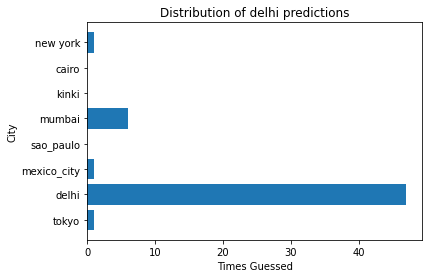 Distribution of delhi predictions
City
new york
cairo
kinki
mumbai
sao_paulo
mexico_city
delhi
tokyo
0 10 20 30 40
Times Guessed